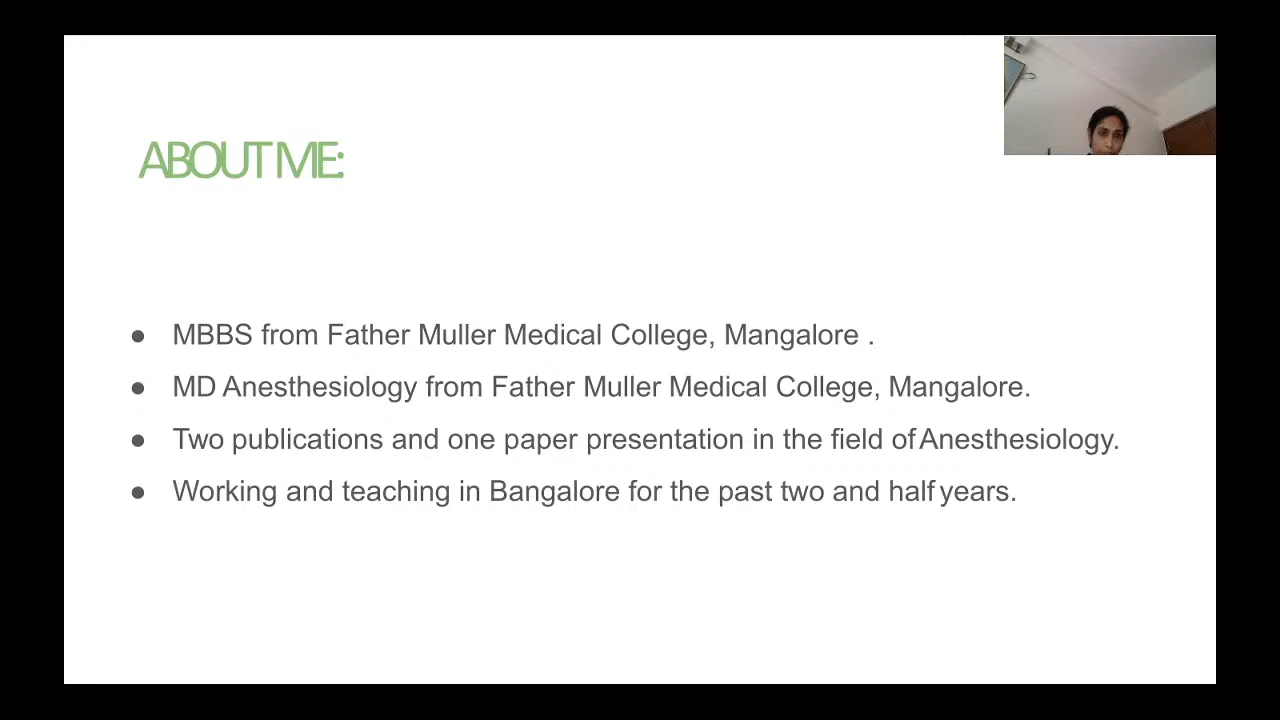 ABOUT ME:
● MBBS from Father Muller Medical College, Mangalore .
● MD Anesthesiology from Father Muller Medical College, Mangalore.
● Two publications and one paper presentation in the field of Anesthesiology.
● Working and teaching in Bangalore for the past two and half years.